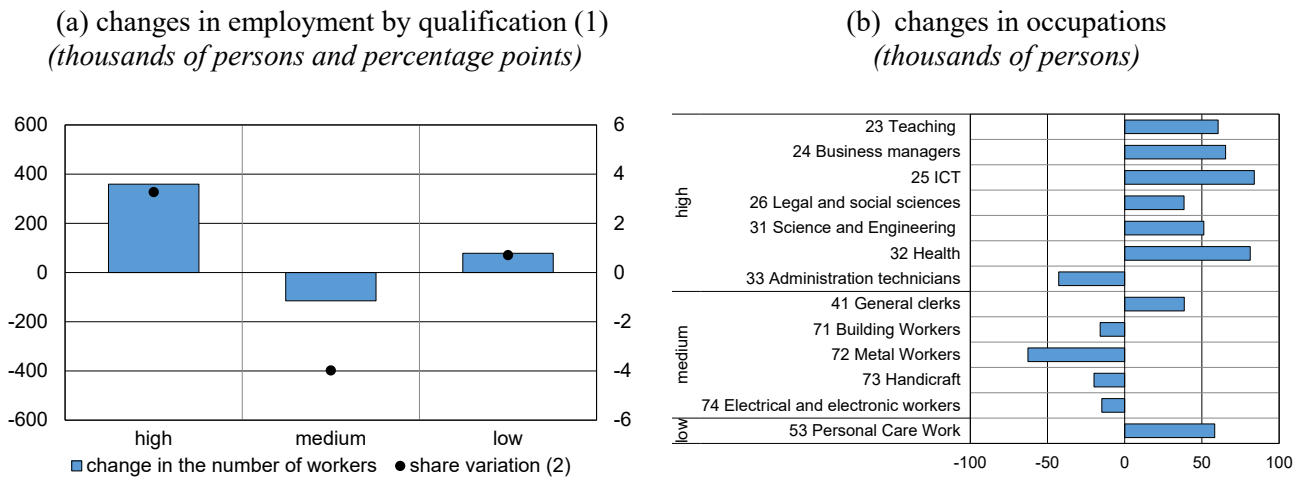 (a) changes in employment by qualification (1)
(thousands of persons and percentage points)
600
400
200
0
-200
-400
-600
6
4
2
0
-2
-4
-6
high
medium
low
change in the number of workers
share variation (2)
(b) changes in occupations
(thousands of persons)
high
23 Teaching
24 Business managers
25 ICT
26 Legal and social sciences
31 Science and Engineering
32 Health
33 Administration technicians
medium
41 General clerks
71 Building Workers
72 Metal Workers
73 Handicraft
74 Electrical and electronic workers
low
53 Personal Care Work
-100
-50
0
50
100